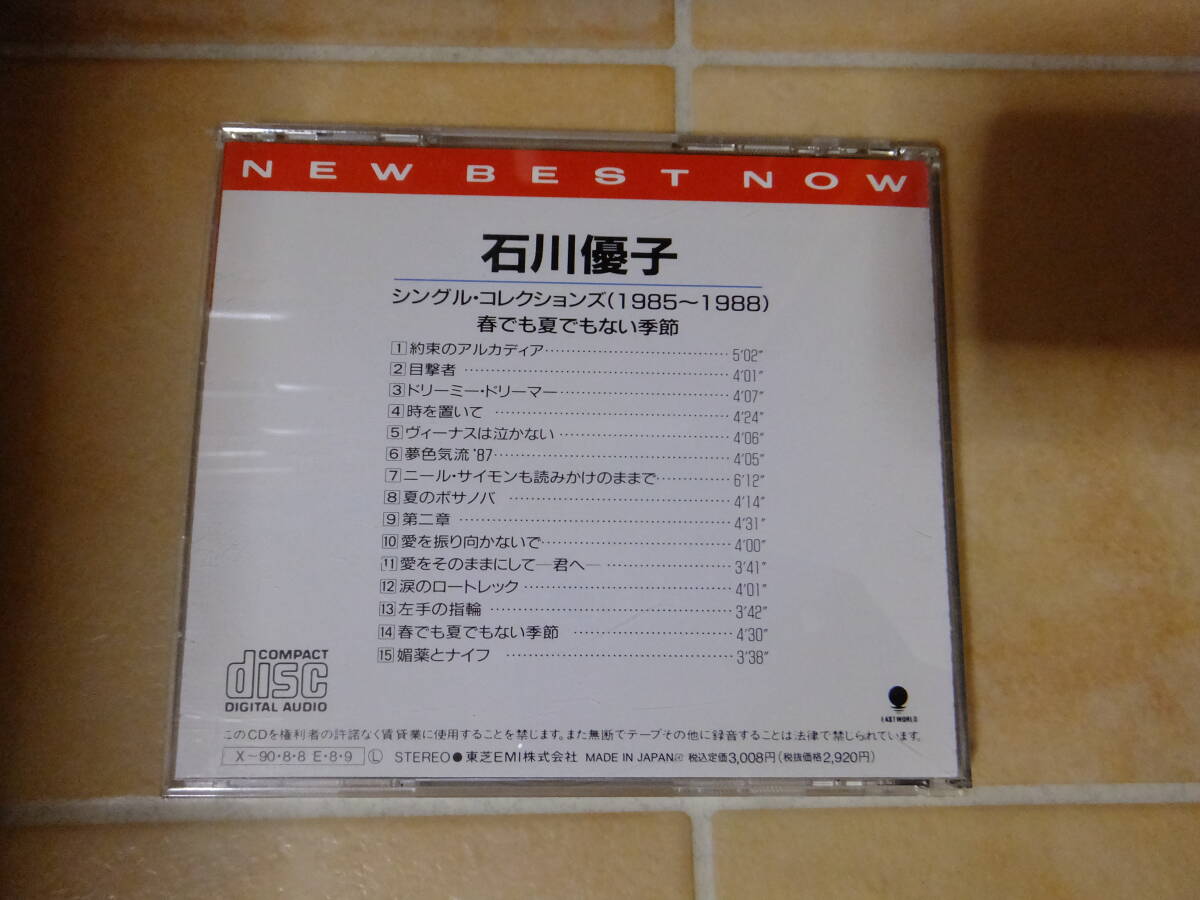 NEW BEST NOW
石川優子
シングル・コレクションズ(1985〜1988)
春でも夏でもない季節
1 約束のアルカディア 5'02"
2 目撃者 4'01"
3 ドリーミー・ドリーマー 4'07"
4 時を置いて 4'24"
5 ヴィーナスは泣かない 4'06"
6 夢色気流 '87 4'05"
7 ニール・サイモンも読みかけのままで 6'12"
8 夏のボサノバ 4'14"
9 第二章 4'31"
10 愛を振り向かないで 4'00"
11 愛をそのままにして―君へ― 3'41"
12 涙のロートレック 4'01"
13 左手の指輪 3'42"
14 春でも夏でもない季節 4'30"
15 媚薬とナイフ 3'38"
COMPACT
disc
DIGITAL AUDIO
EASTWORLD
このCDを権利者の許諾なく賃貸業に使用することを禁じます。また無断でテープその他に録音することは法律で禁じられています。
X〜90・8・8 E・8・9 Ⓛ STEREO●東芝EMI株式会社 MADE IN JAPAN 税込定価3,008円(税抜価格2,920円)